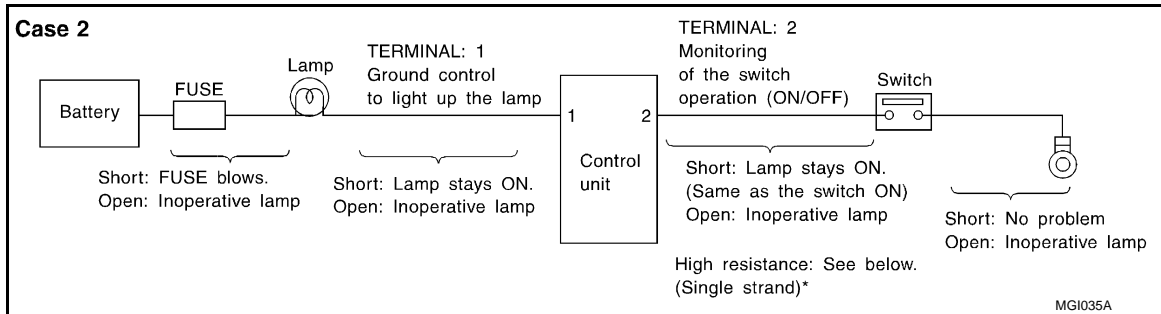 Case 2
Battery
FUSE
Lamp
TERMINAL: 1
Ground control
to light up the lamp
1
2
Control
unit
TERMINAL: 2
Monitoring
of the switch
operation (ON/OFF)
Switch
Short: FUSE blows.
Open: Inoperative lamp
Short: Lamp stays ON.
Open: Inoperative lamp
Short: Lamp stays ON.
(Same as the switch ON)
Open: Inoperative lamp
High resistance: See below.
(Single strand)*
Short: No problem
Open: Inoperative lamp
MGI035A